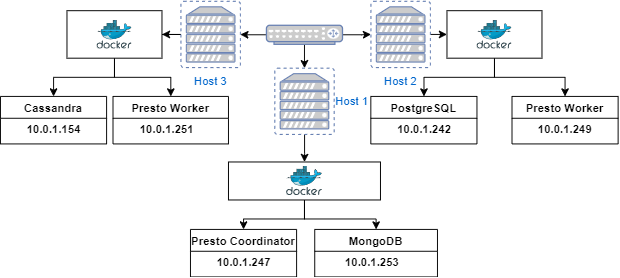 docker
docker
Host 3
Host 2
Host 1
Cassandra
10.0.1.154
Presto Worker
10.0.1.251
PostgreSQL
10.0.1.242
Presto Worker
10.0.1.249
docker
Presto Coordinator
10.0.1.247
MongoDB
10.0.1.253